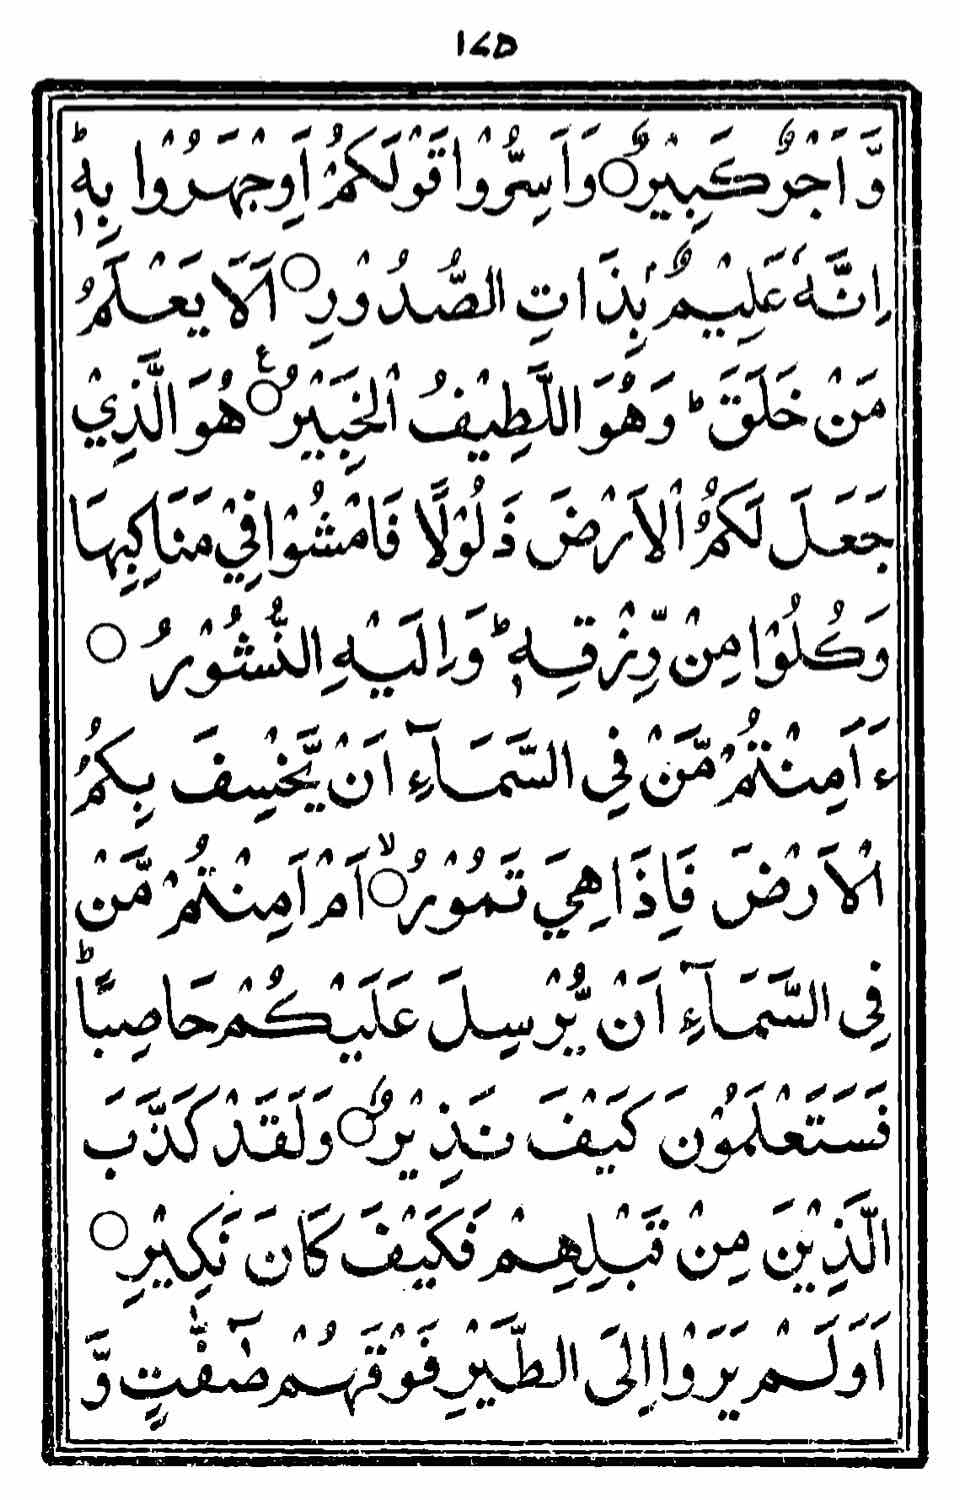 ١٧٥
وَّ اَجْرٌ كَبِيْرٌ ۝ وَ اَسِرُّوْا قَوْلَكُمْ اَوِ اجْهَرُوْا بِهٖ ؕ
اِنَّهٗ عَلِيْمٌۢ بِذَاتِ الصُّدُوْرِ ۝ اَلَا يَعْلَمُ
مَنْ خَلَقَ ؕ وَهُوَ اللَّطِيْفُ الْخَبِيْرُ ۝ع هُوَ الَّذِيْ
جَعَلَ لَكُمُ الْاَرْضَ ذَلُوْلًا فَامْشُوْا فِيْ مَنَاكِبِهَا
وَ كُلُوْا مِنْ رِّزْقِهٖ ؕ وَ اِلَيْهِ النُّشُوْرُ ۝
ءَ اَمِنْتُمْ مَّنْ فِي السَّمَآءِ اَنْ يَّخْسِفَ بِكُمُ
الْاَرْضَ فَاِذَا هِيَ تَمُوْرُ ۝ۙ اَمْ اَمِنْتُمْ مَّنْ
فِي السَّمَآءِ اَنْ يُّرْسِلَ عَلَيْكُمْ حَاصِبًا ؕ
فَسَتَعْلَمُوْنَ كَيْفَ نَذِيْرِ ۝ وَ لَقَدْ كَذَّبَ
الَّذِيْنَ مِنْ قَبْلِهِمْ فَكَيْفَ كَانَ نَكِيْرِ ۝
اَوَ لَمْ يَرَوْا اِلَى الطَّيْرِ فَوْقَهُمْ صٰٓفّٰتٍ وَّ